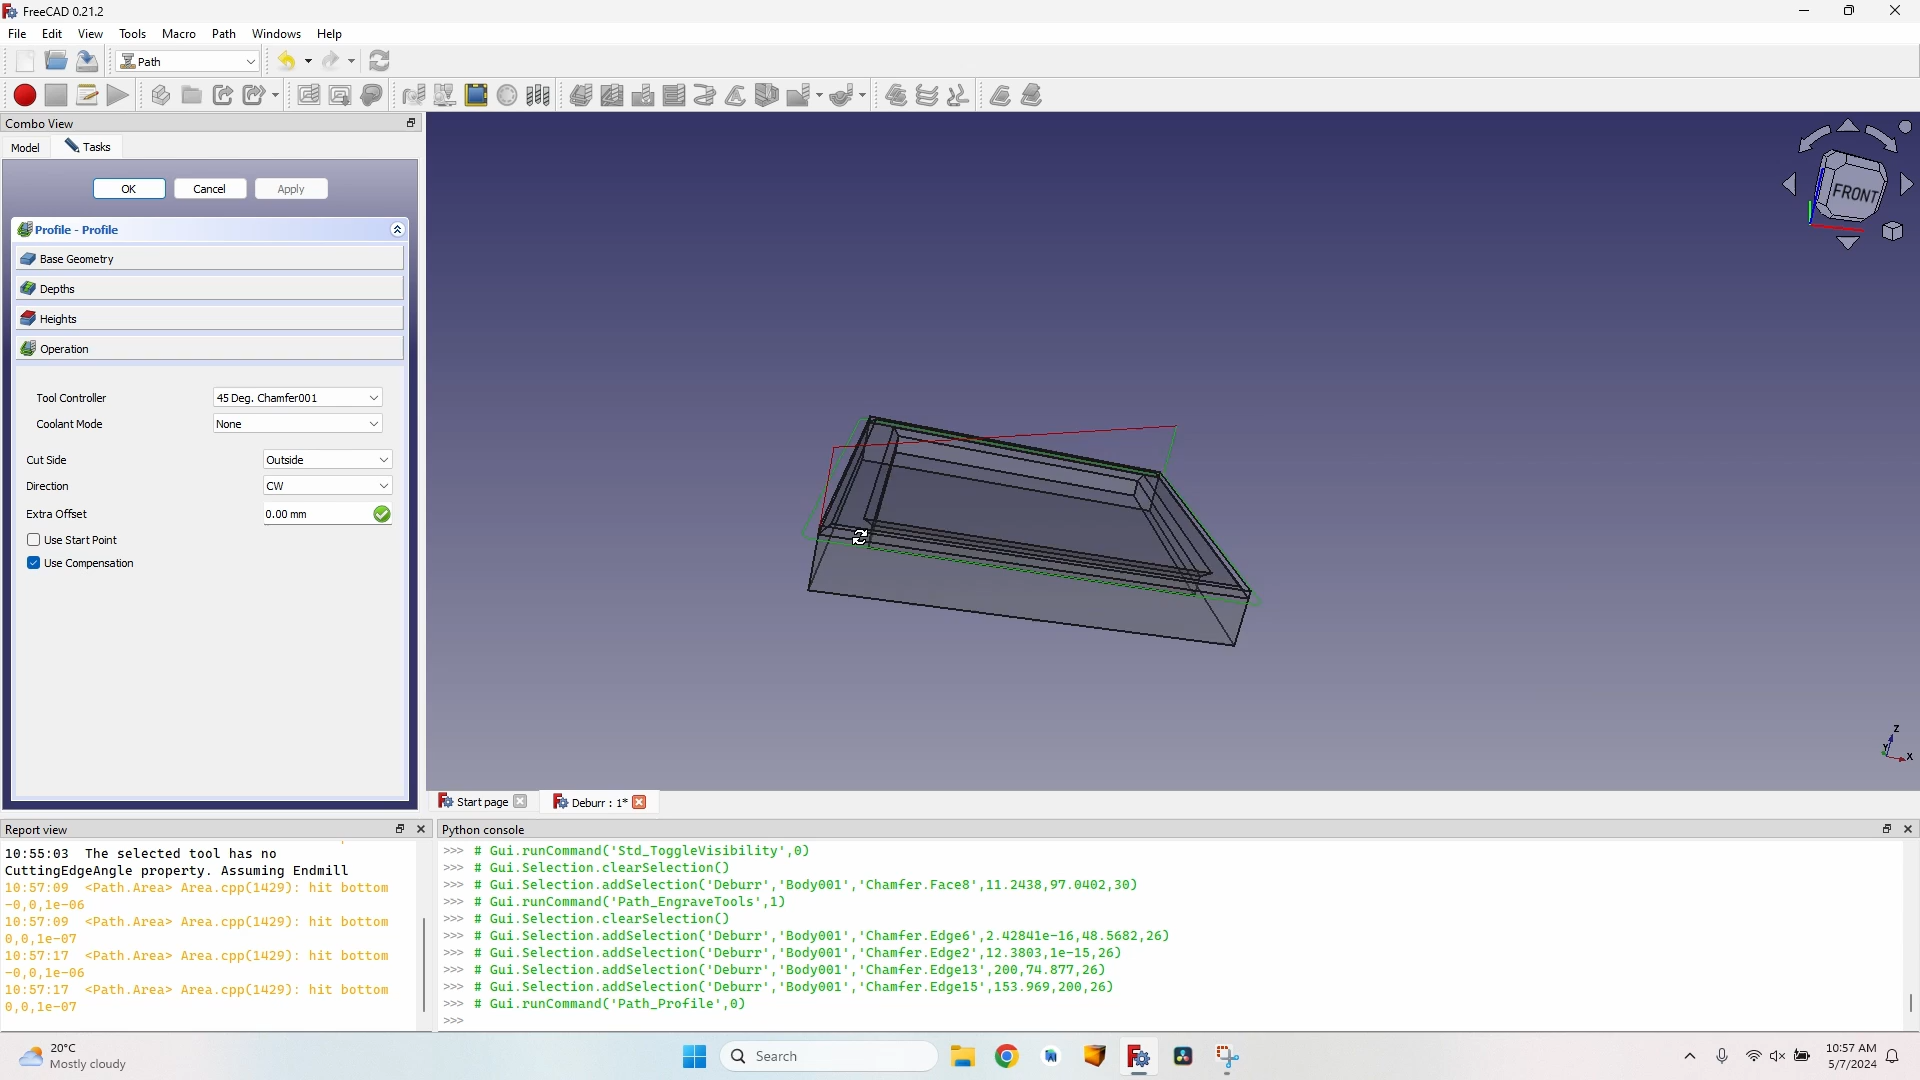 FreeCAD 0.21.2
File Edit View Tools Macro Path Windows Help
Path
Combo View
Model Tasks
OK Cancel Apply
Profile - Profile
Base Geometry
Depths
Heights
Operation
Tool Controller 45 Deg. Chamfer001
Coolant Mode None
Cut Side Outside
Direction CW
Extra Offset 0.00 mm
Use Start Point
Use Compensation
FRONT
Z
Y
X
Start page Deburr : 1*
Report view
10:55:03 The selected tool has no
CuttingEdgeAngle property. Assuming Endmill
10:57:09 <Path.Area> Area.cpp(1429): hit bottom
-0,0,1e-06
10:57:09 <Path.Area> Area.cpp(1429): hit bottom
0,0,1e-07
10:57:17 <Path.Area> Area.cpp(1429): hit bottom
-0,0,1e-06
10:57:17 <Path.Area> Area.cpp(1429): hit bottom
0,0,1e-07
Python console
>>> # Gui.runCommand('Std_ToggleVisibility',0)
>>> # Gui.Selection.clearSelection()
>>> # Gui.Selection.addSelection('Deburr','Body001','Chamfer.Face8',11.2438,97.0402,30)
>>> # Gui.runCommand('Path_EngraveTools',1)
>>> # Gui.Selection.clearSelection()
>>> # Gui.Selection.addSelection('Deburr','Body001','Chamfer.Edge6',2.42841e-16,48.5682,26)
>>> # Gui.Selection.addSelection('Deburr','Body001','Chamfer.Edge2',12.3803,1e-15,26)
>>> # Gui.Selection.addSelection('Deburr','Body001','Chamfer.Edge13',200,74.877,26)
>>> # Gui.Selection.addSelection('Deburr','Body001','Chamfer.Edge15',153.969,200,26)
>>> # Gui.runCommand('Path_Profile',0)
>>>
20°C
Mostly cloudy
Search
10:57 AM
5/7/2024